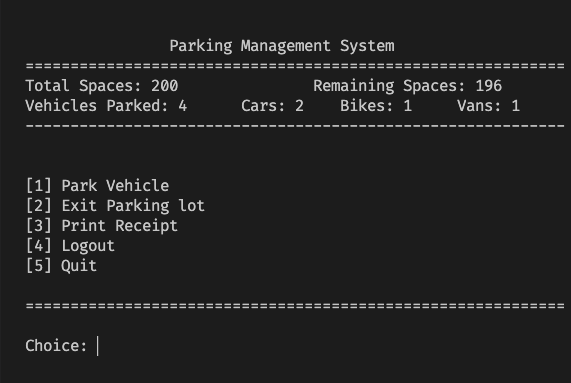 Parking Management System
============================================================
Total Spaces: 200 Remaining Spaces: 196
Vehicles Parked: 4 Cars: 2 Bikes: 1 Vans: 1
------------------------------------------------------------
[1] Park Vehicle
[2] Exit Parking lot
[3] Print Receipt
[4] Logout
[5] Quit
============================================================
Choice: